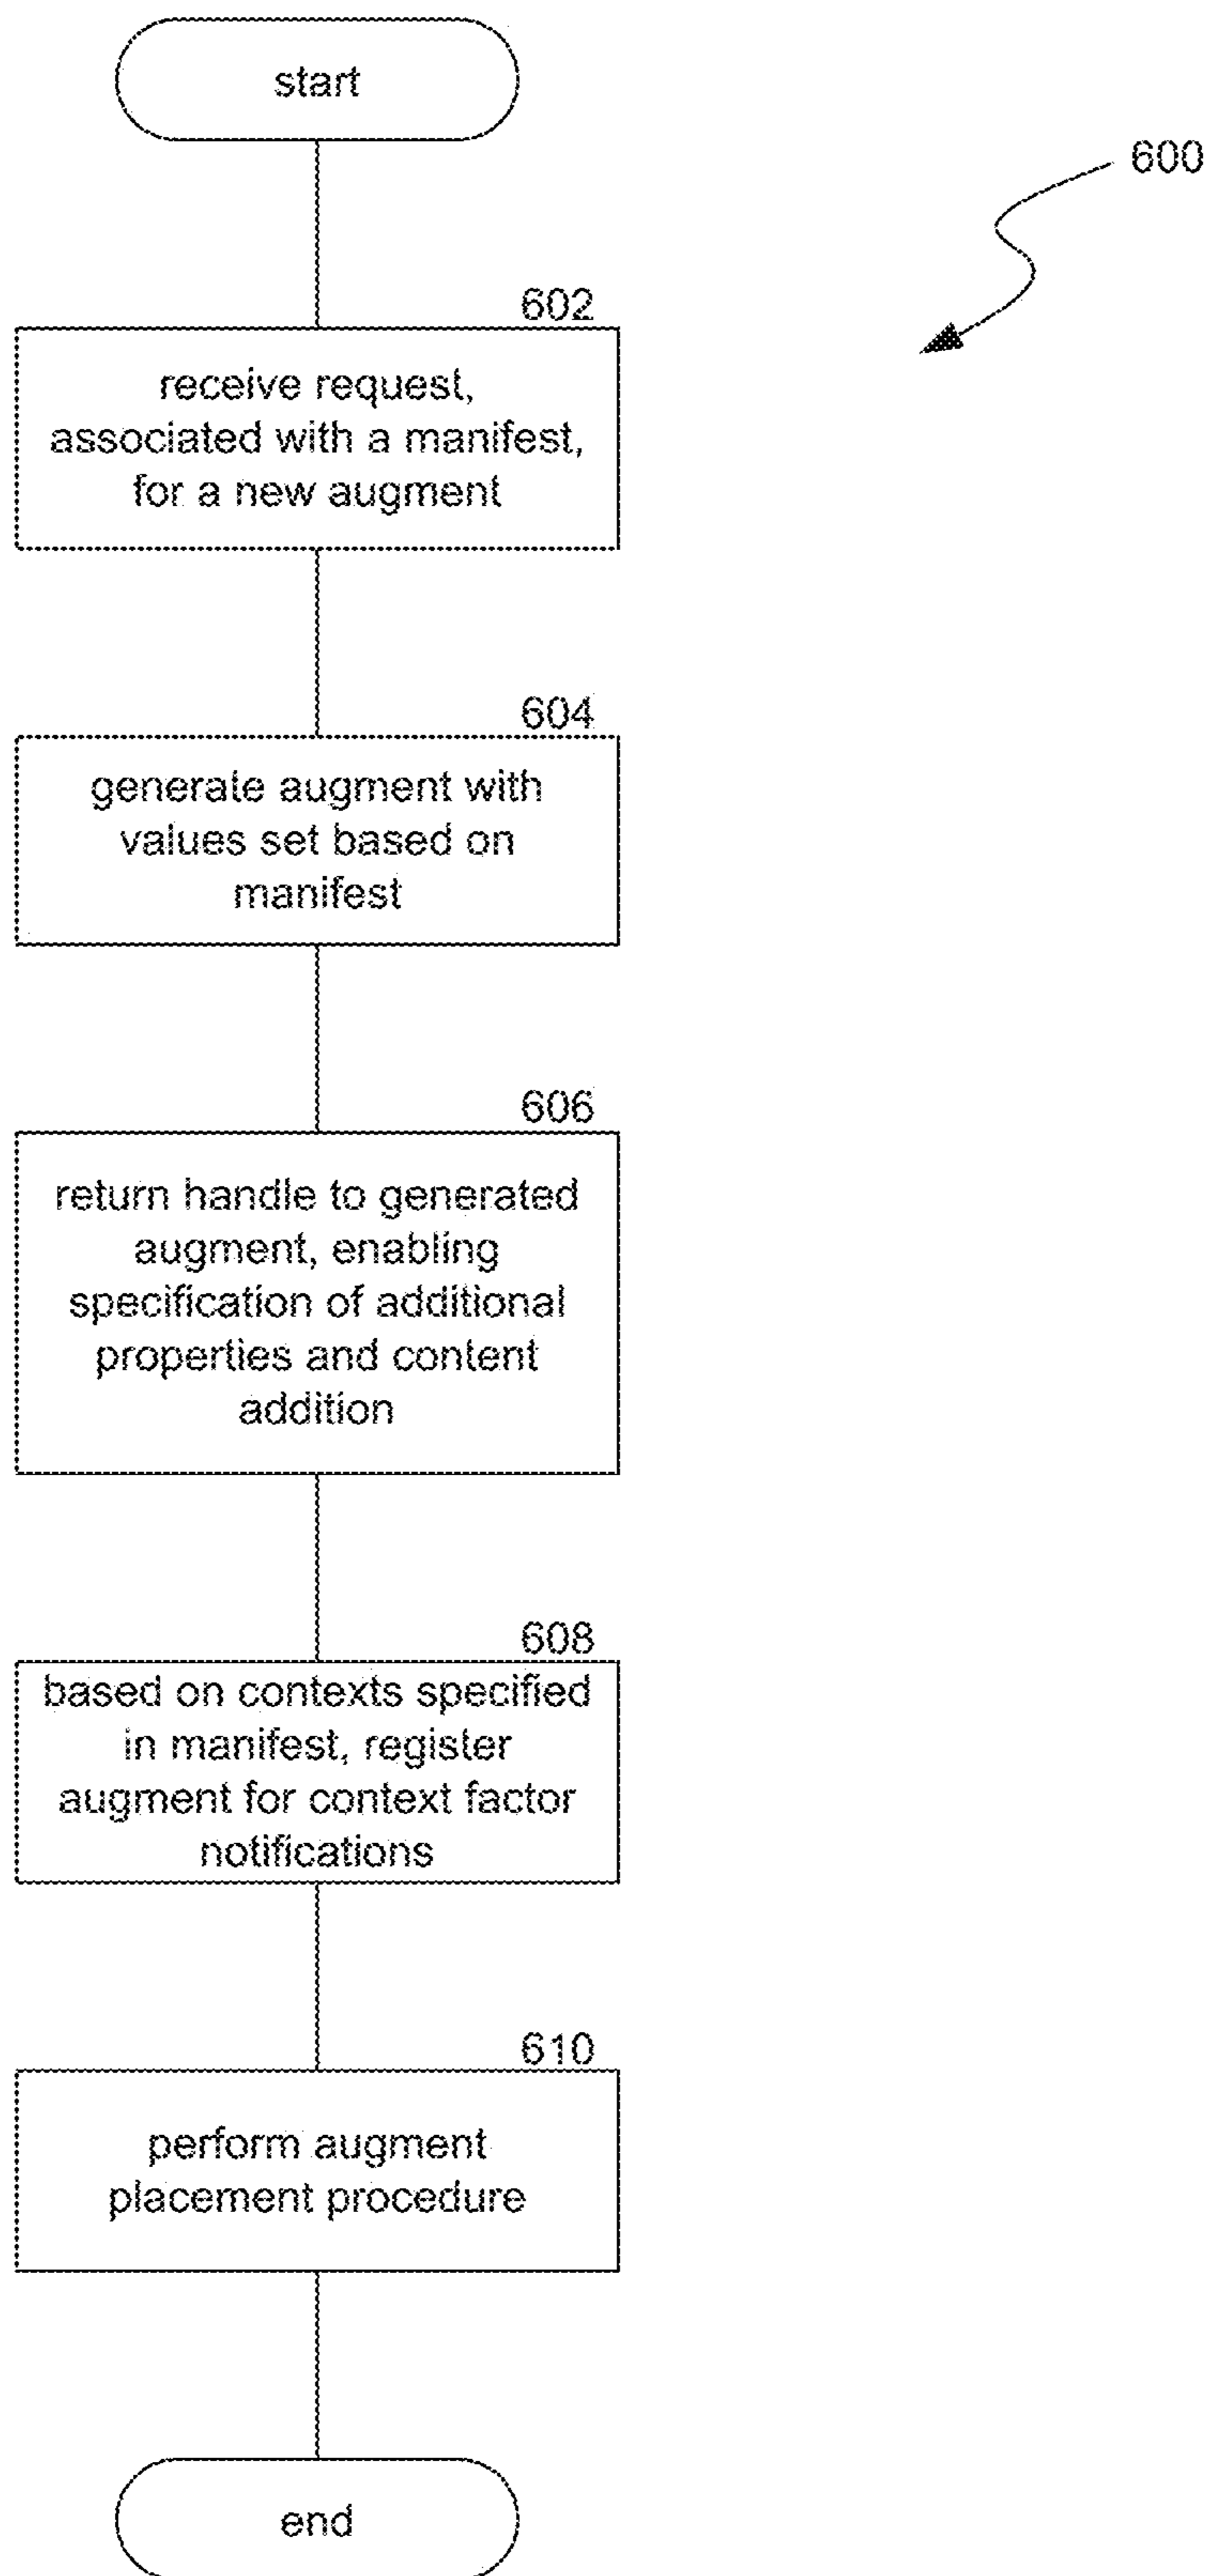 start
600
602
receive request,
associated with a manifest,
for a new augment
604
generate augment with
values set based on
manifest
606
return handle to generated
augment, enabling
specification of additional
properties and content
addition
608
based on contexts specified
in manifest, register
augment for context factor
notifications
610
perform augment
placement procedure
end